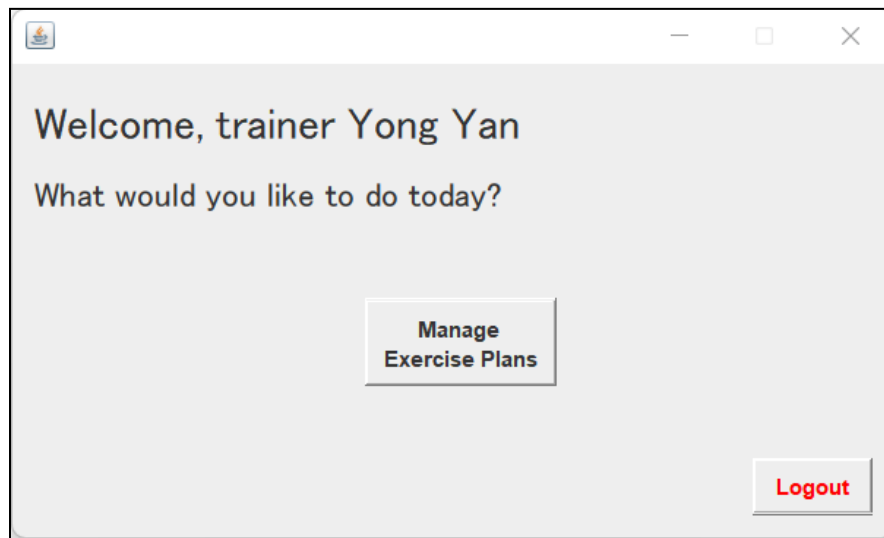 Welcome, trainer Yong Yan
What would you like to do today?
Manage
Exercise Plans
Logout